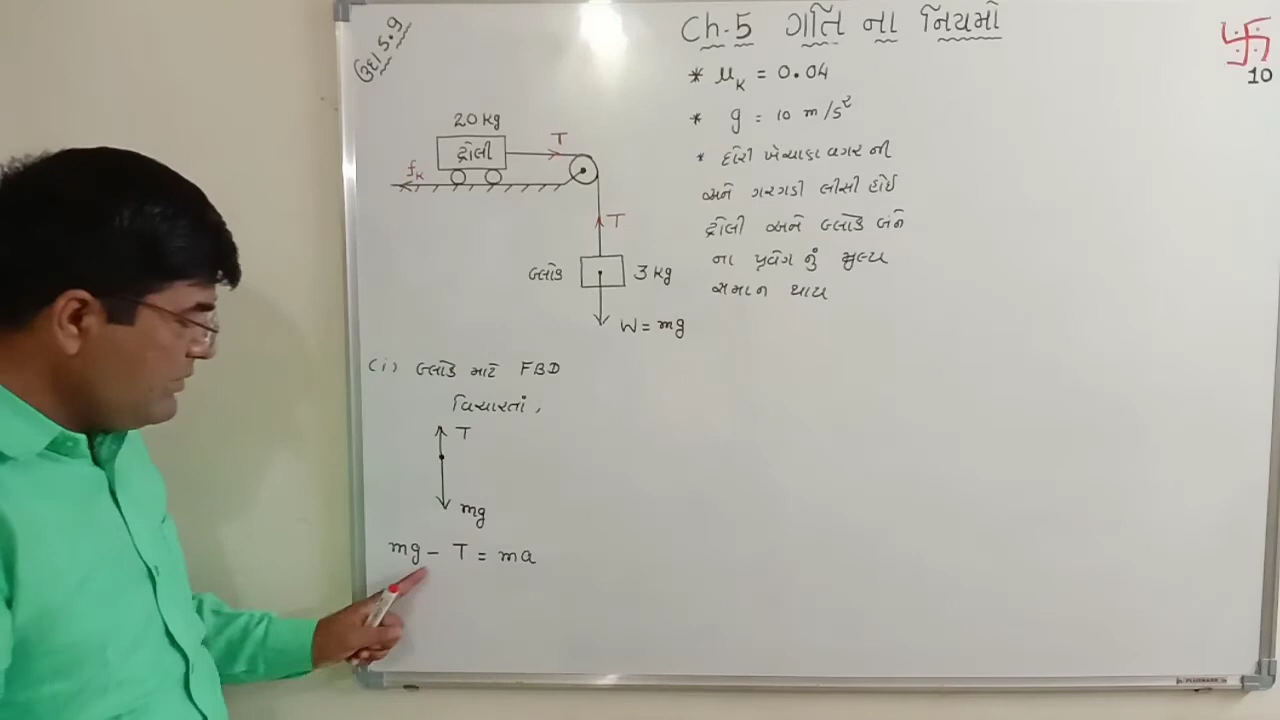 Ch.5 ગતિ ના નિયમો
10
ઉદા 5.9
* μK = 0.04
* g = 10 m/s²
* દોરી ખેંચાણ વગર ની
અને ગરગડી લીસી હોઈ
ટ્રોલી અને બ્લોક બંને
ના પ્રવેગ નું મુલ્ય
સમાન થાય
20 kg
ટ્રોલી
T
fK
T
બ્લોક
3 kg
W = mg
(i) બ્લોક માટે FBD
વિચારતાં,
T
mg
mg - T = ma